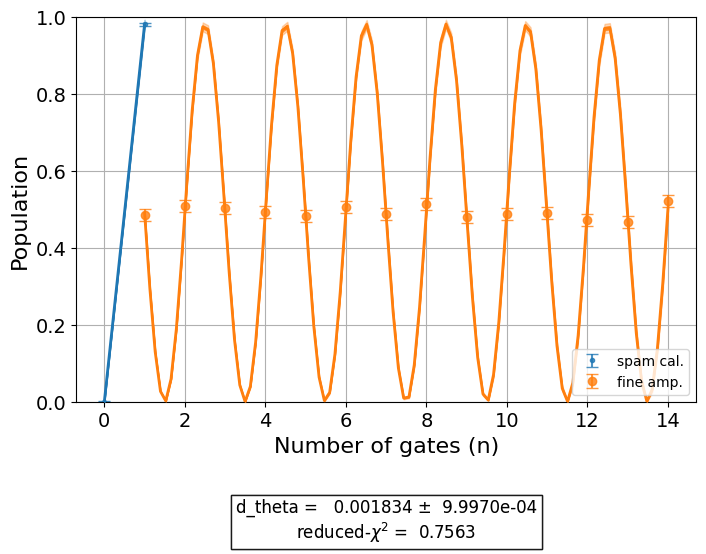 1.0
0.8
0.6
0.4
0.2
0.0
Population
0 2 4 6 8 10 12 14
Number of gates (n)
spam cal.
fine amp.
d_theta = 0.001834 ± 9.9970e-04
reduced-χ² = 0.7563